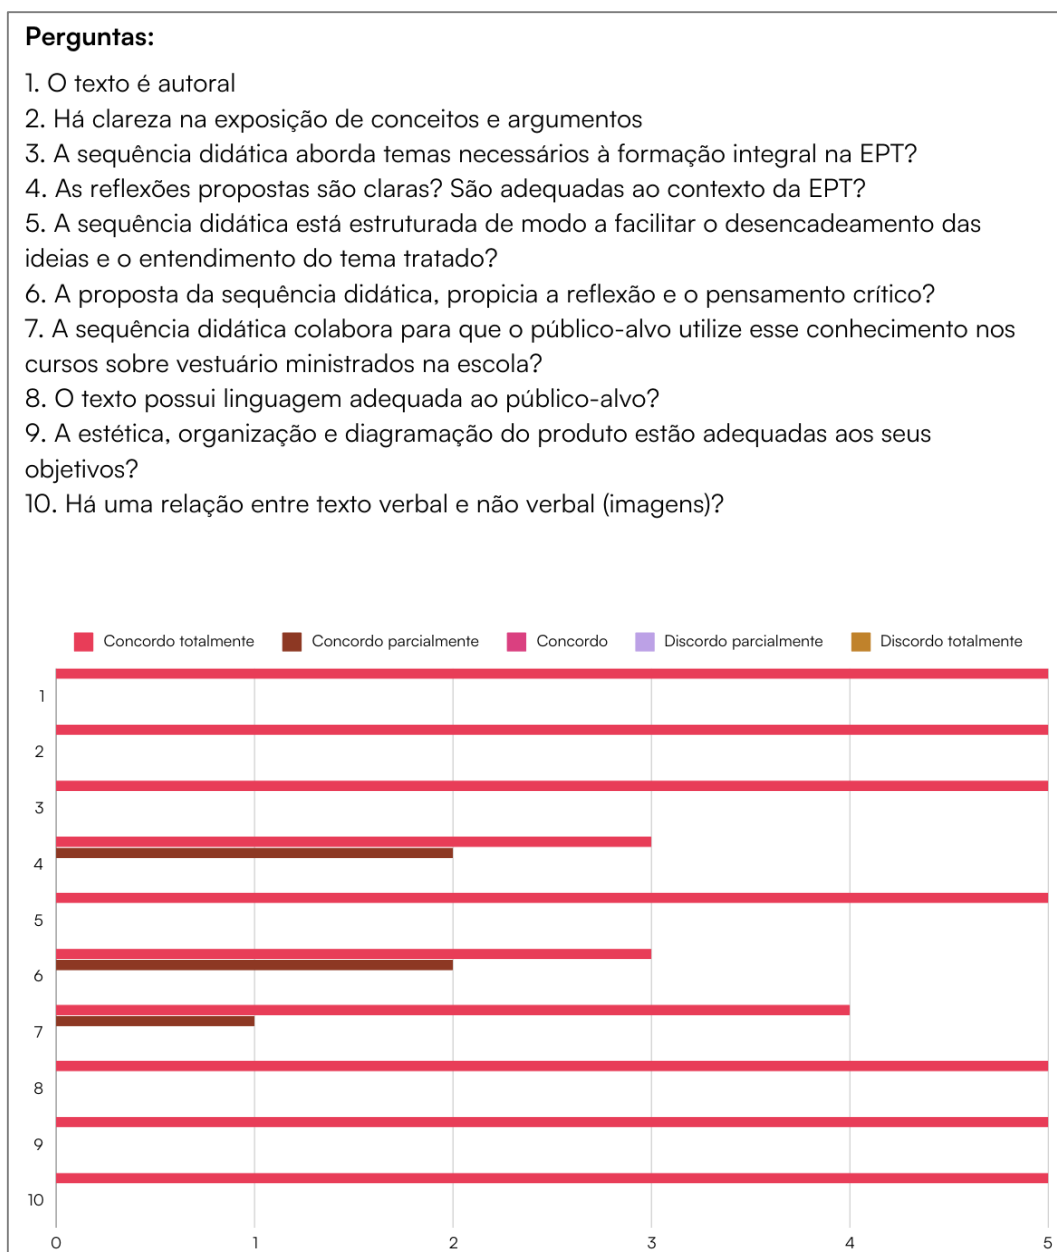 Perguntas:
1. O texto é autoral
2. Há clareza na exposição de conceitos e argumentos
3. A sequência didática aborda temas necessários à formação integral na EPT?
4. As reflexões propostas são claras? São adequadas ao contexto da EPT?
5. A sequência didática está estruturada de modo a facilitar o desencadeamento das
ideias e o entendimento do tema tratado?
6. A proposta da sequência didática, propicia a reflexão e o pensamento crítico?
7. A sequência didática colabora para que o público-alvo utilize esse conhecimento nos
cursos sobre vestuário ministrados na escola?
8. O texto possui linguagem adequada ao público-alvo?
9. A estética, organização e diagramação do produto estão adequadas aos seus
objetivos?
10. Há uma relação entre texto verbal e não verbal (imagens)?
Concordo totalmente Concordo parcialmente Concordo Discordo parcialmente Discordo totalmente
1
2
3
4
5
6
7
8
9
10
0 1 2 3 4 5